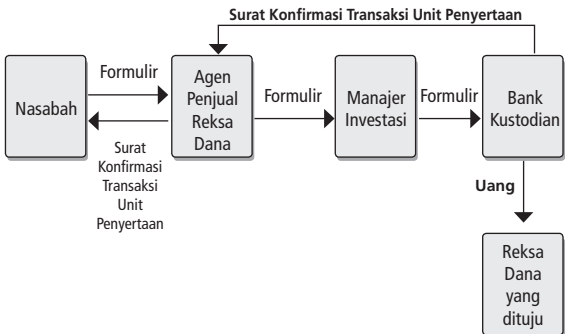 Surat Konfirmasi Transaksi Unit Penyertaan
Nasabah
Formulir
Surat
Konfirmasi
Transaksi
Unit
Penyertaan
Agen
Penjual
Reksa
Dana
Formulir
Manajer
Investasi
Formulir
Bank
Kustodian
Uang
Reksa
Dana
yang
dituju